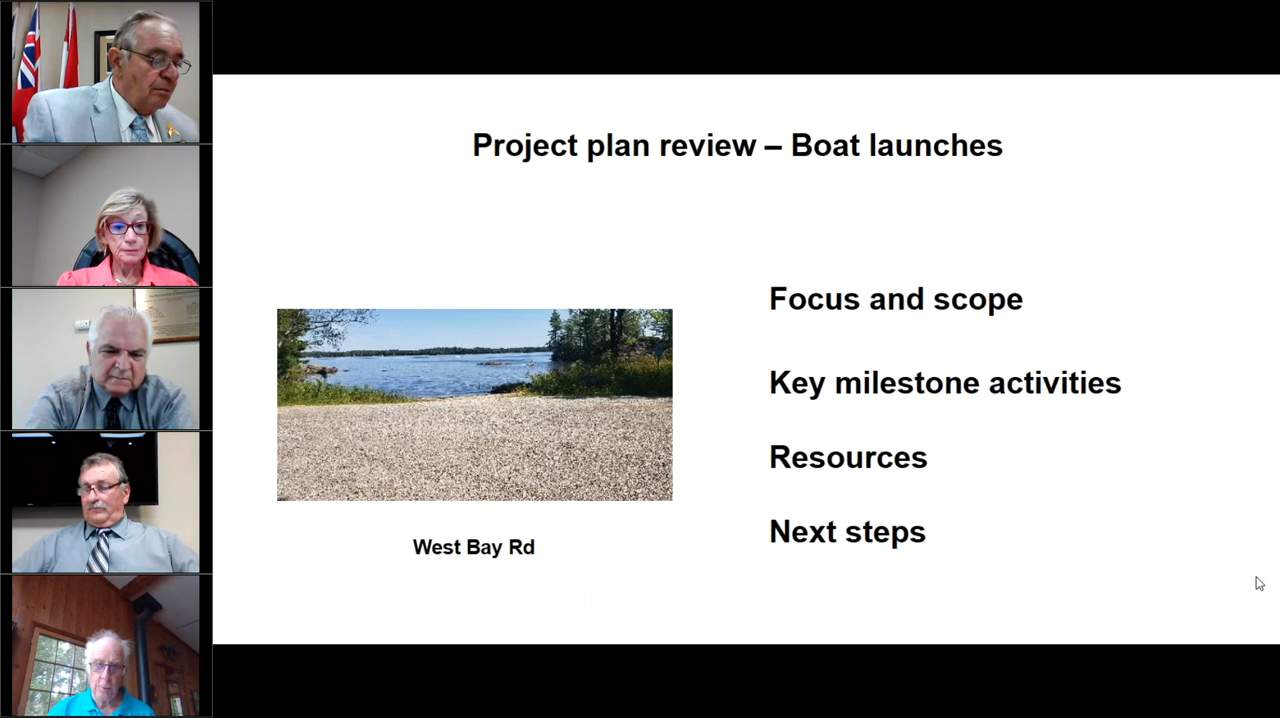 Project plan review – Boat launches
Focus and scope
Key milestone activities
Resources
Next steps
West Bay Rd